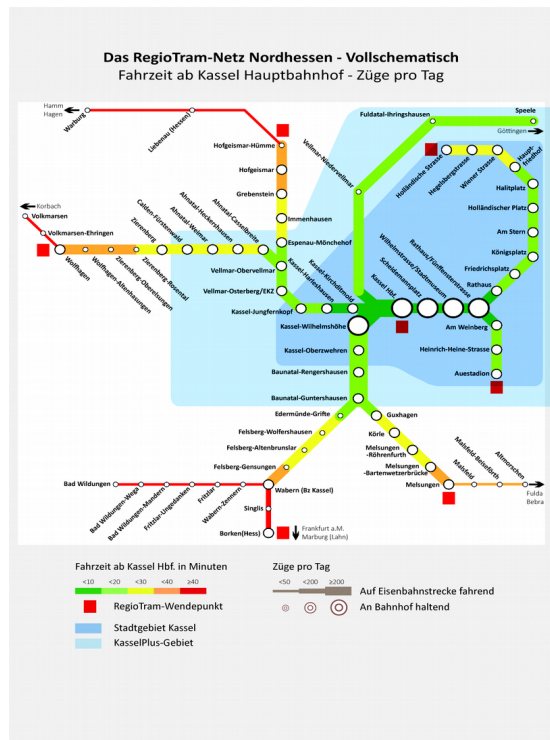 Das RegioTram-Netz Nordhessen - Vollschematisch
Fahrzeit ab Kassel Hauptbahnhof - Züge pro Tag
Hamm
Hagen
Warburg
Liebenau (Hessen)
Hofgeismar-Hümme
Hofgeismar
Grebenstein
Immenhausen
Espenau-Mönchehof
Fuldatal-Ihringshausen
Speele
Göttingen
Vellmar-Niedervellmar
Holländische Straße
Hegelsbergstrasse
Wiener Strasse
Haupt-
friedhof
Halitplatz
Holländischer Platz
Am Stern
Königsplatz
Friedrichsplatz
Rathaus
Rathaus/Fünffensterstrasse
Wilhelmstrasse/Stadtmuseum
Scheidemannplatz
Kassel Hbf.
Am Weinberg
Heinrich-Heine-Strasse
Auestadion
Korbach
Volkmarsen
Volkmarsen-Ehringen
Wolfhagen
Wolfhagen-Altenhasungen
Zierenberg-Oberelsungen
Zierenberg-Rosental
Zierenberg
Calden-Fürstenwald
Ahnatal-Weimar
Ahnatal-Heckershausen
Ahnatal-Casselbreite
Vellmar-Obervellmar
Vellmar-Osterberg/EKZ
Kassel-Jungfernkopf
Kassel-Harleshausen
Kassel-Kirchditmold
Kassel-Wilhelmshöhe
Kassel-Oberzwehren
Baunatal-Rengershausen
Baunatal-Guntershausen
Edermünde-Grifte
Felsberg-Wolfershausen
Felsberg-Altenbrunslar
Felsberg-Gensungen
Wabern (Bz Kassel)
Singlis
Borken(Hess)
Frankfurt a.M.
Marburg (Lahn)
Bad Wildungen
Bad Wildungen-Wega
Bad Wildungen-Mandern
Fritzlar-Ungedanken
Fritzlar
Wabern-Zennern
Guxhagen
Körle
Melsungen
-Röhrenfurth
Melsungen
-Bartenwetzerbrücke
Melsungen
Malsfeld
Malsfeld-Beiseförth
Altmorschen
Fulda
Bebra
Fahrzeit ab Kassel Hbf. in Minuten
<10 <20 <30 <40 ≥40
RegioTram-Wendepunkt
Stadtgebiet Kassel
KasselPlus-Gebiet
Züge pro Tag
<50 <200 ≥200
Auf Eisenbahnstrecke fahrend
An Bahnhof haltend